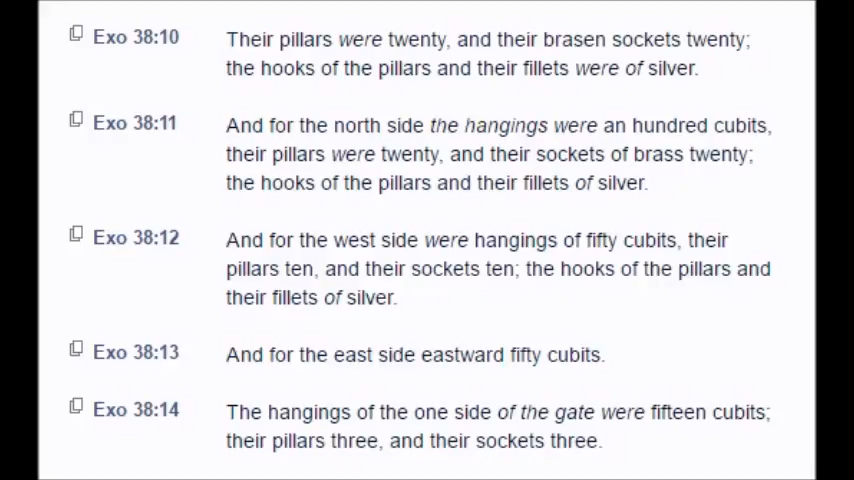 Exo 38:10 Their pillars were twenty, and their brasen sockets twenty;
the hooks of the pillars and their fillets were of silver.
Exo 38:11 And for the north side the hangings were an hundred cubits,
their pillars were twenty, and their sockets of brass twenty;
the hooks of the pillars and their fillets of silver.
Exo 38:12 And for the west side were hangings of fifty cubits, their
pillars ten, and their sockets ten; the hooks of the pillars and
their fillets of silver.
Exo 38:13 And for the east side eastward fifty cubits.
Exo 38:14 The hangings of the one side of the gate were fifteen cubits;
their pillars three, and their sockets three.